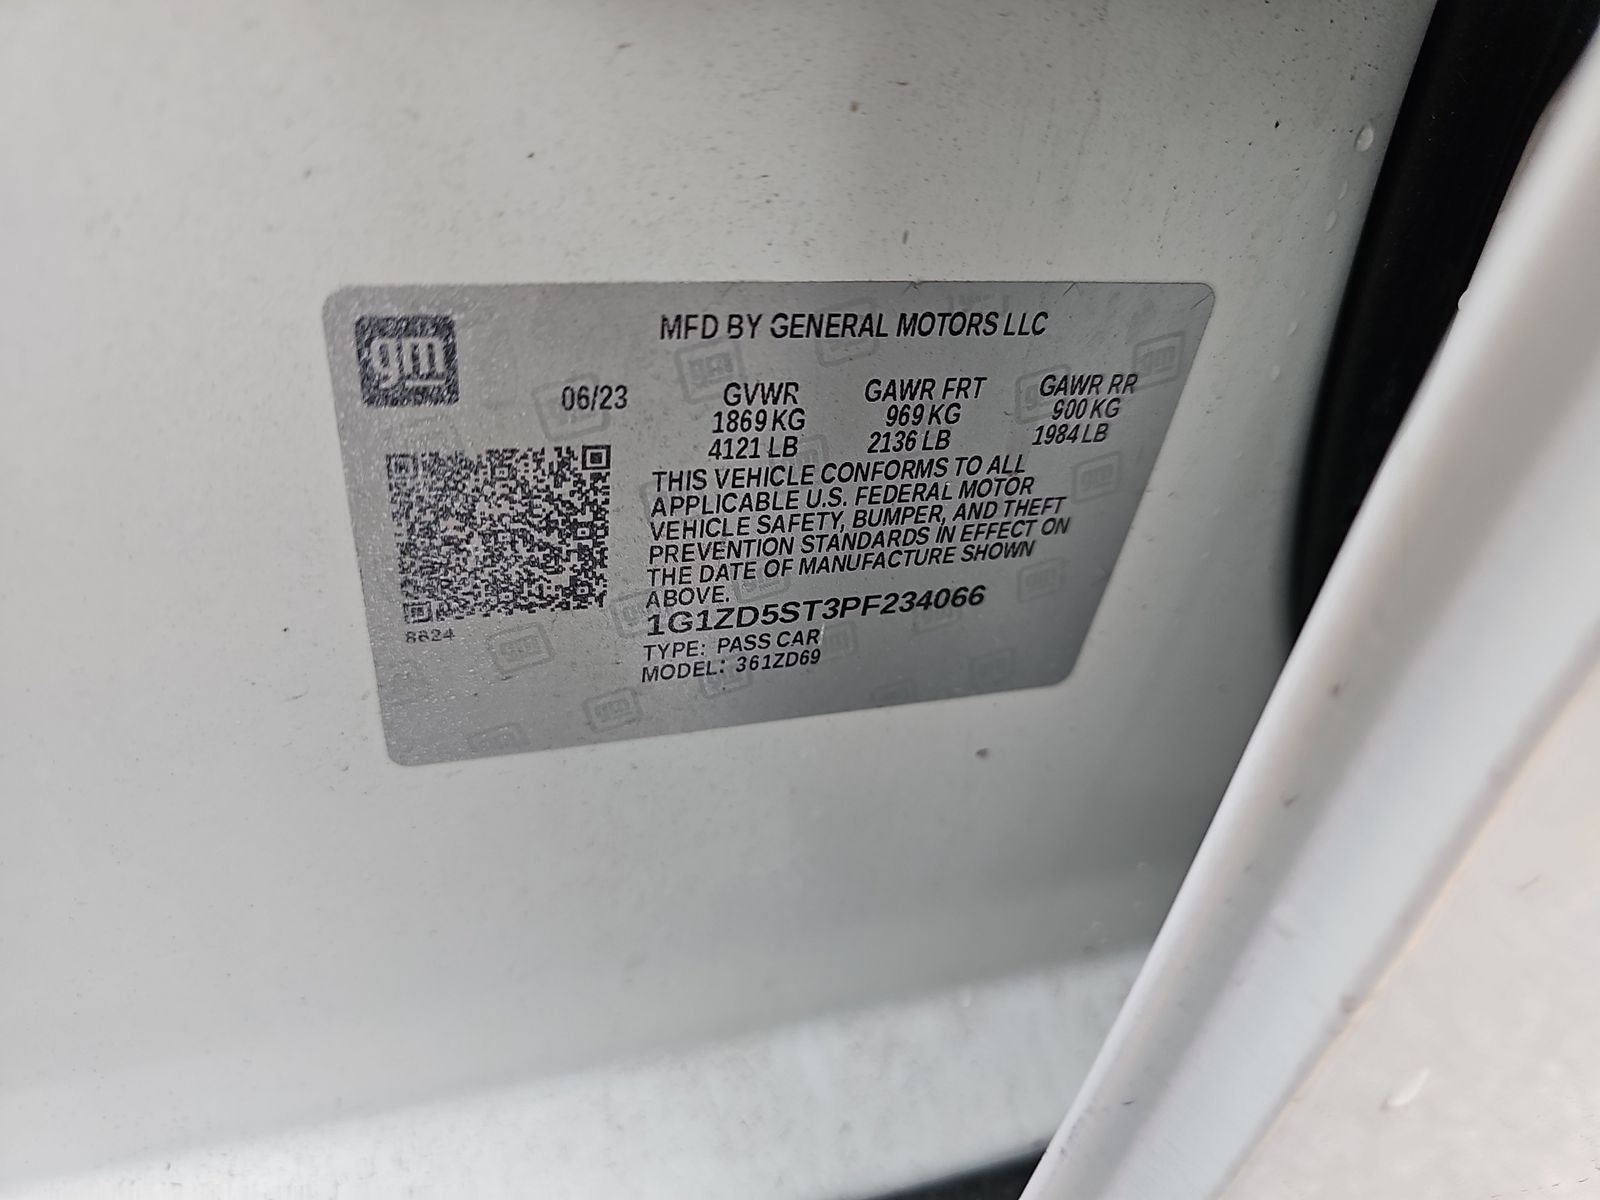 gm
MFD BY GENERAL MOTORS LLC
06/23 GVWR GAWR FRT GAWR RR
1869 KG 969 KG 900 KG
4121 LB 2136 LB 1984 LB
THIS VEHICLE CONFORMS TO ALL
APPLICABLE U.S. FEDERAL MOTOR
VEHICLE SAFETY, BUMPER, AND THEFT
PREVENTION STANDARDS IN EFFECT ON
THE DATE OF MANUFACTURE SHOWN
ABOVE.
1G1ZD5ST3PF234066
8824
TYPE: PASS CAR
MODEL: 361ZD69